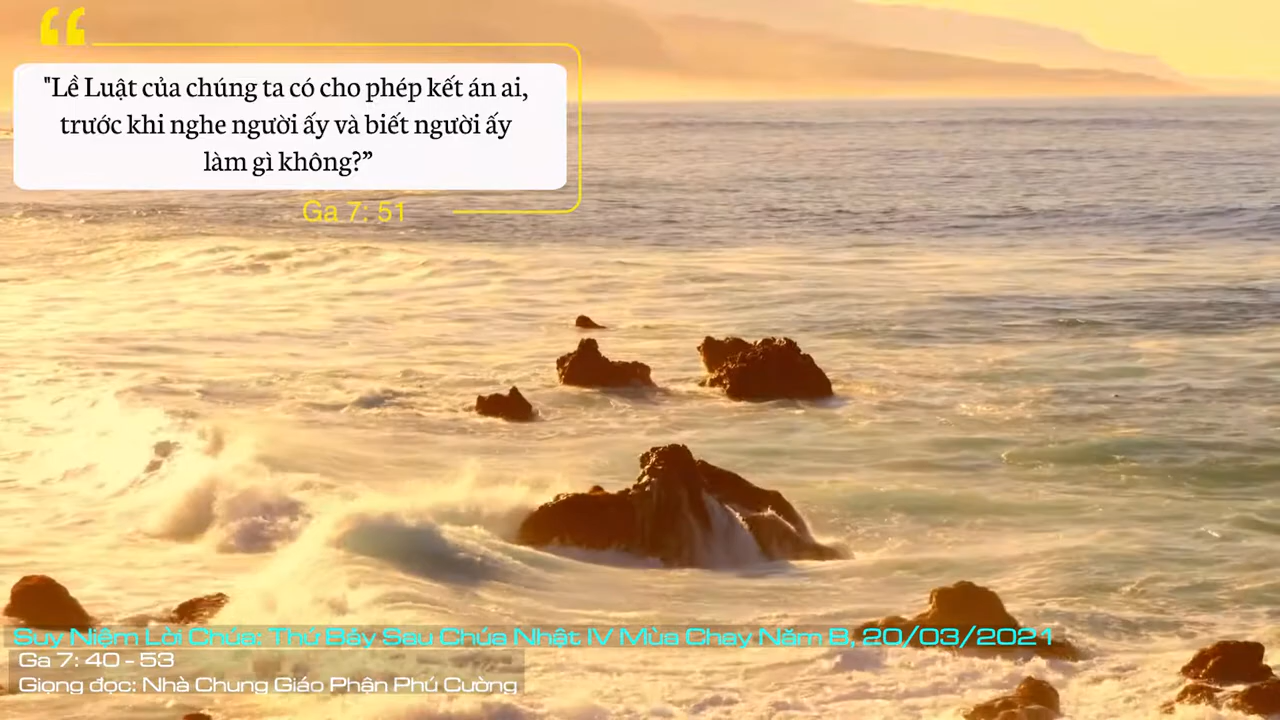 "Lề Luật của chúng ta có cho phép kết án ai,
trước khi nghe người ấy và biết người ấy
làm gì không?”
Ga 7: 51
Suy Niệm Lời Chúa: Thứ Bảy Sau Chúa Nhật IV Mùa Chay Năm B, 20/03/2021
Ga 7: 40 - 53
Giọng đọc: Nhà Chung Giáo Phận Phú Cường